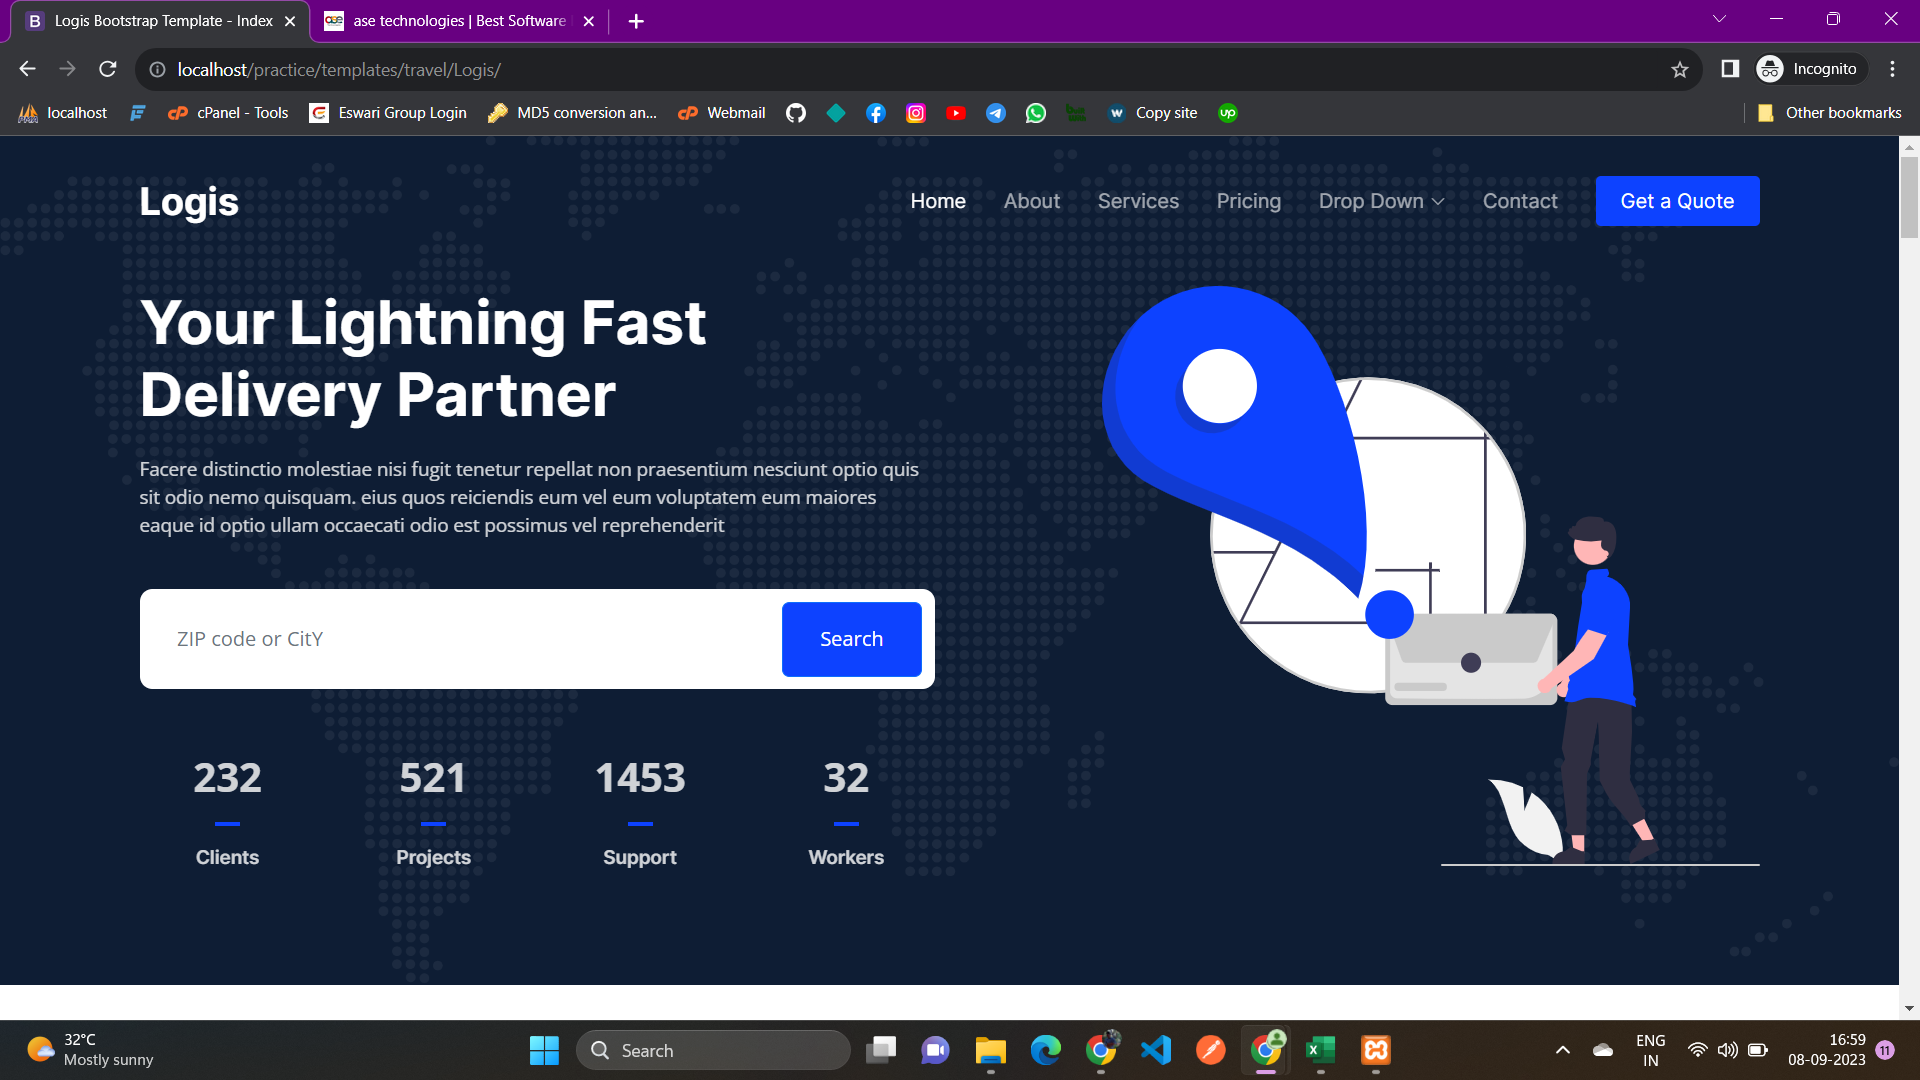 Logis Bootstrap Template - Index
ase technologies | Best Software
localhost/practice/templates/travel/Logis/
Incognito
localhost
cPanel - Tools
Eswari Group Login
MD5 conversion an...
Webmail
Copy site
Other bookmarks
Logis
Home
About
Services
Pricing
Drop Down
Contact
Get a Quote
Your Lightning Fast
Delivery Partner
Facere distinctio molestiae nisi fugit tenetur repellat non praesentium nesciunt optio quis
sit odio nemo quisquam. eius quos reiciendis eum vel eum voluptatem eum maiores
eaque id optio ullam occaecati odio est possimus vel reprehenderit
ZIP code or CitY
Search
232
521
1453
32
Clients
Projects
Support
Workers
32°C
Mostly sunny
Search
ENG
IN
16:59
08-09-2023
11